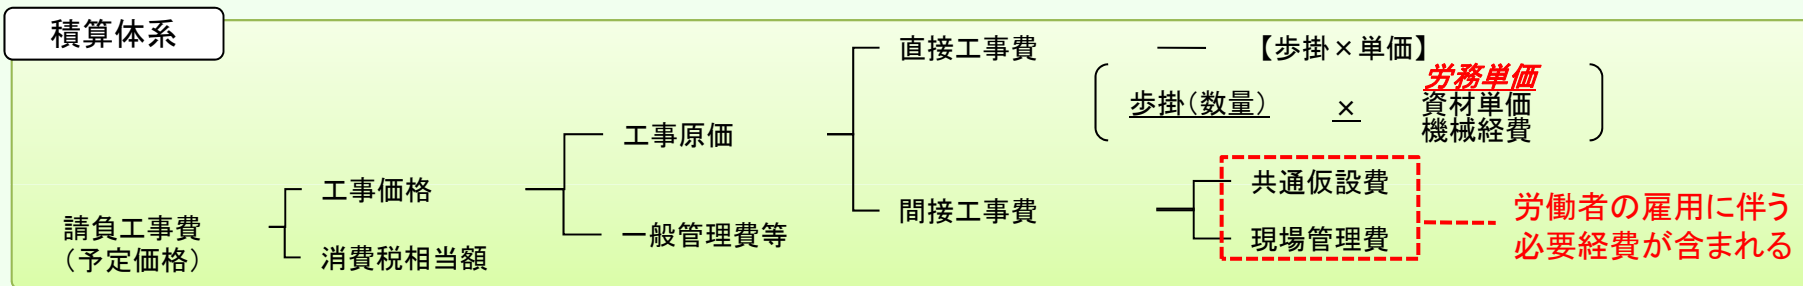 積算体系
直接工事費
【歩掛×単価】
歩掛(数量) × 労務単価
資材単価
機械経費
工事原価
工事価格
共通仮設費
間接工事費
現場管理費
労働者の雇用に伴う
必要経費が含まれる
一般管理費等
請負工事費
(予定価格)
消費税相当額